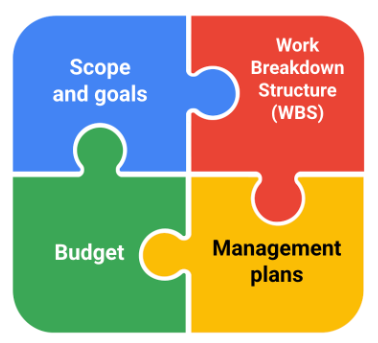 Scope
and goals
Work
Breakdown
Structure
(WBS)
Budget
Management
plans